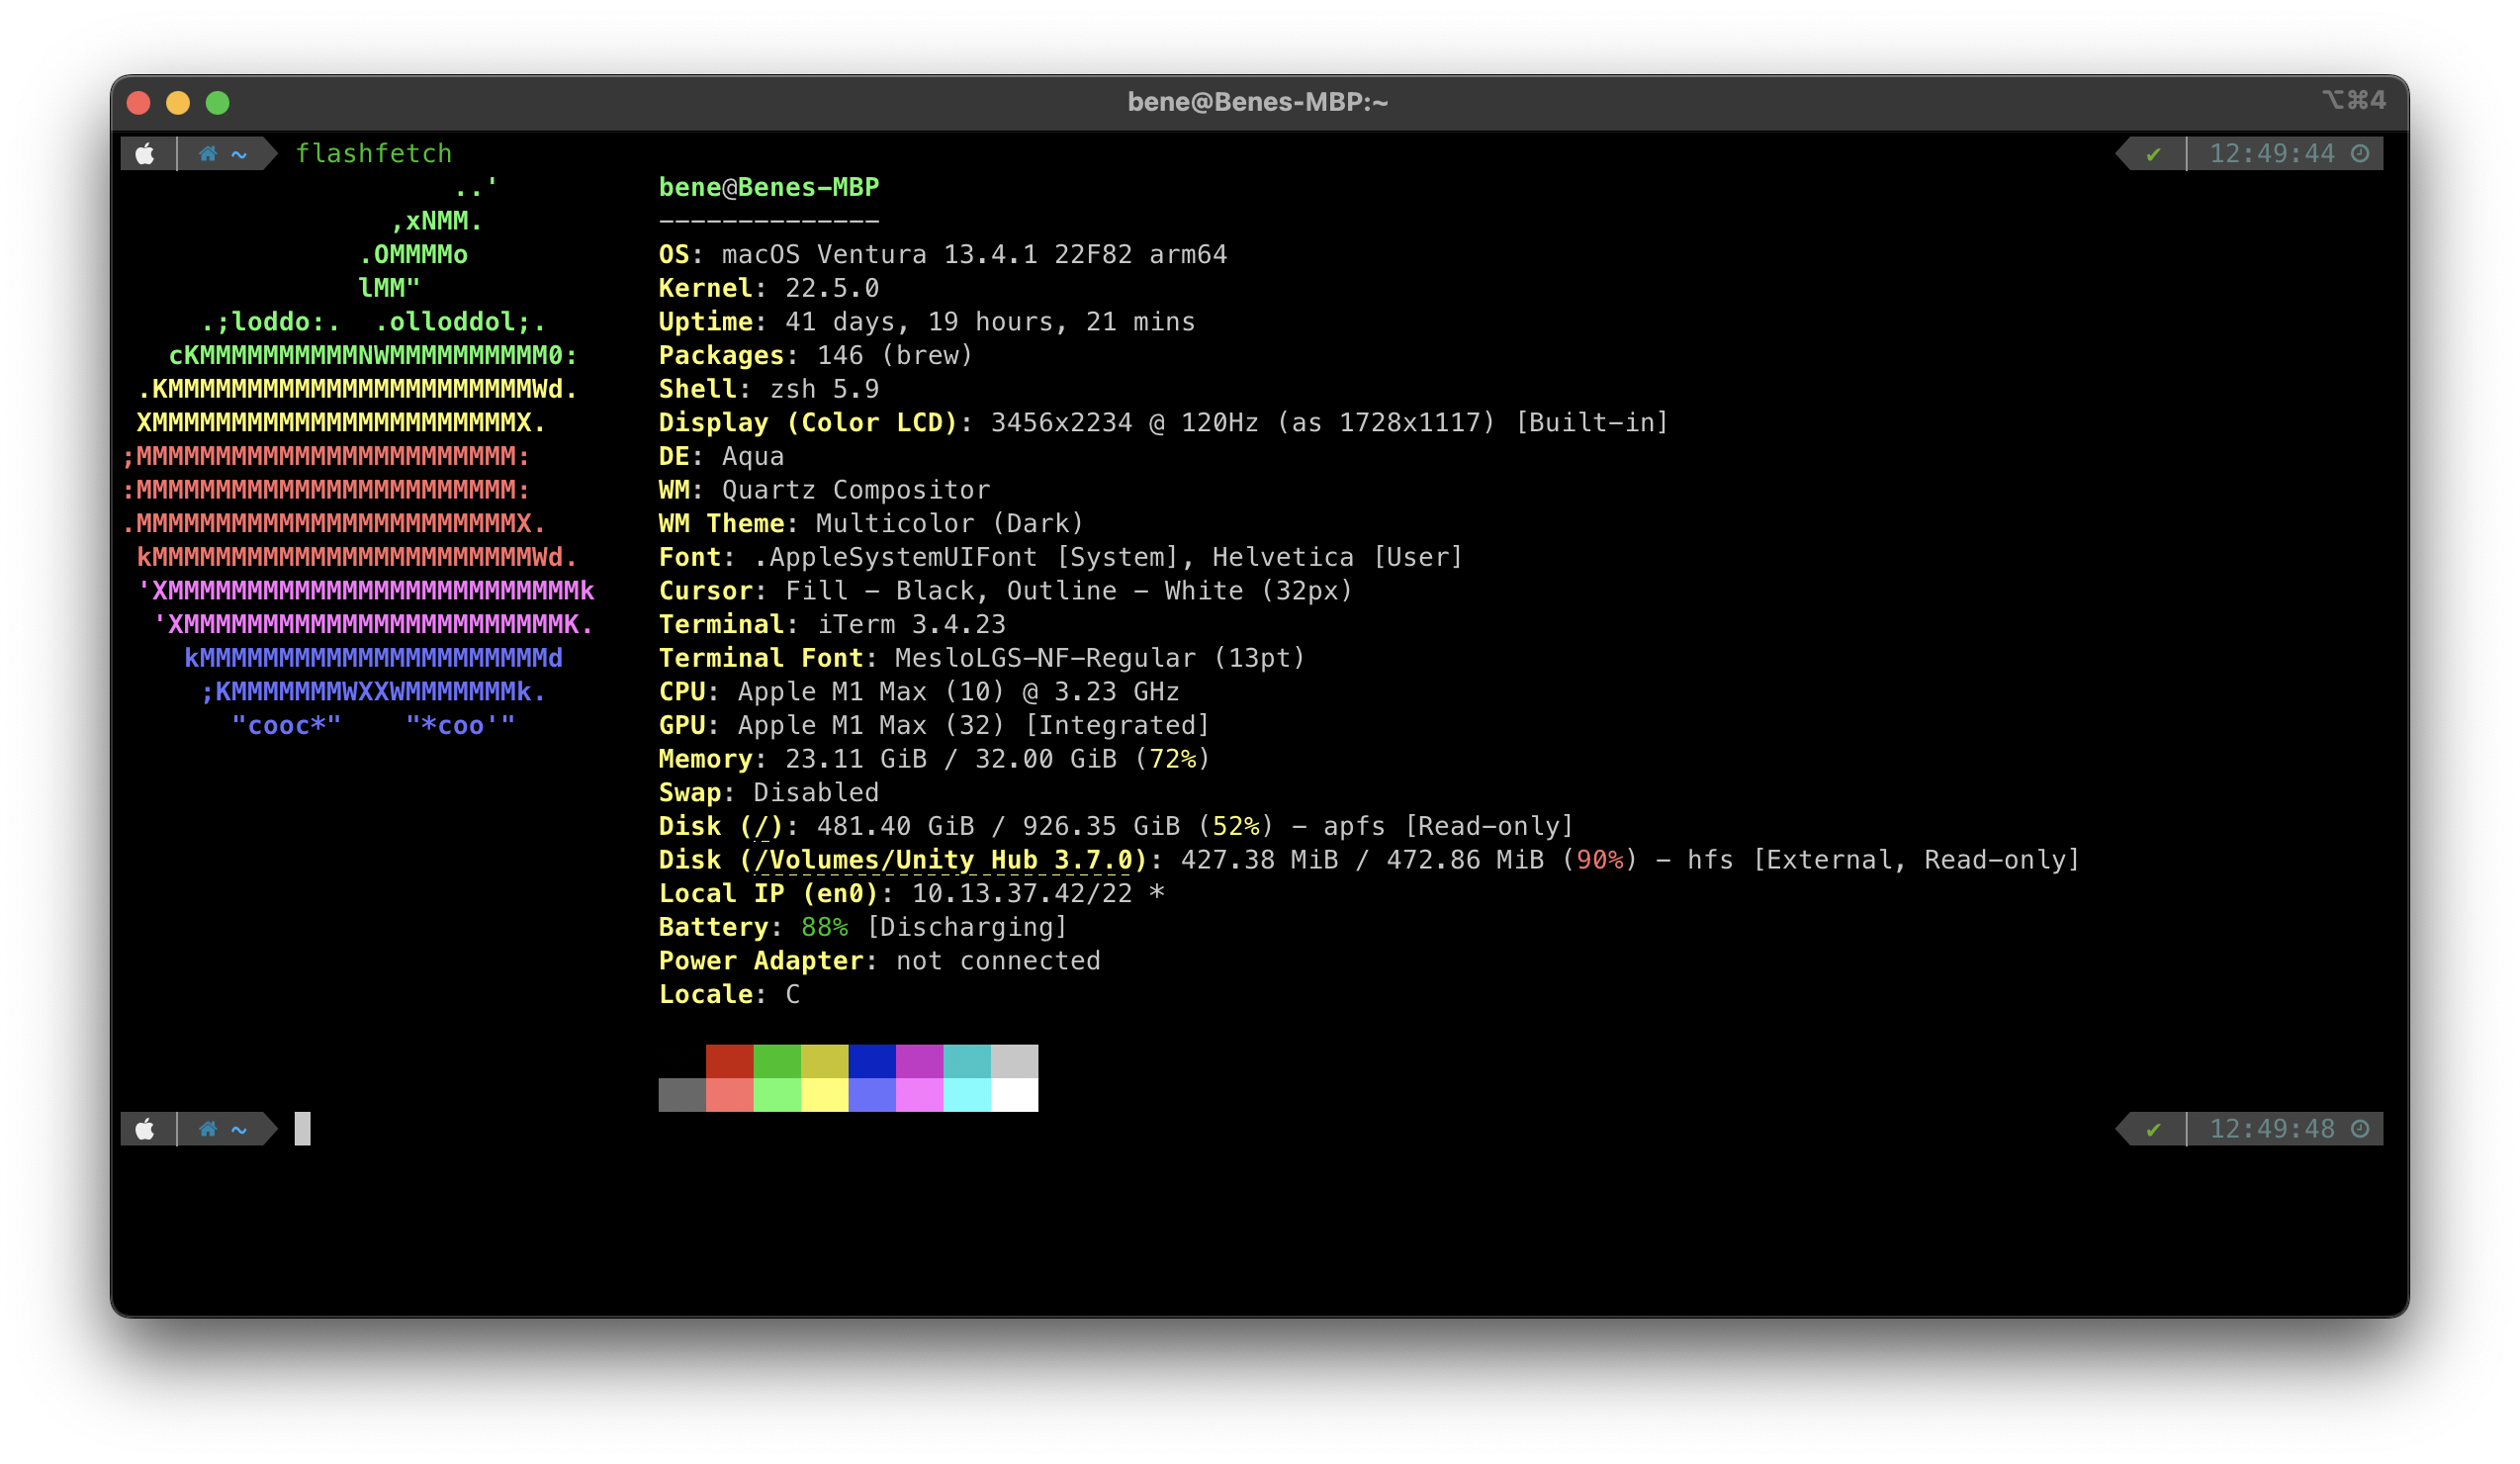 bene@Benes-MBP:~
⌥⌘4
~ flashfetch
✔ 12:49:44
..'
,xNMM.
.OMMMMo
lMM"
.;loddo:.  .olloddol;.
cKMMMMMMMMMMNWMMMMMMMMMM0:
.KMMMMMMMMMMMMMMMMMMMMMMMWd.
XMMMMMMMMMMMMMMMMMMMMMMMX.
;MMMMMMMMMMMMMMMMMMMMMMMM:
:MMMMMMMMMMMMMMMMMMMMMMMM:
.MMMMMMMMMMMMMMMMMMMMMMMMX.
kMMMMMMMMMMMMMMMMMMMMMMMMWd.
'XMMMMMMMMMMMMMMMMMMMMMMMMMMk
'XMMMMMMMMMMMMMMMMMMMMMMMMK.
kMMMMMMMMMMMMMMMMMMMMMMd
;KMMMMMMMWXXWMMMMMMMk.
"cooc*"    "*coo'"
bene@Benes-MBP
--------------
OS: macOS Ventura 13.4.1 22F82 arm64
Kernel: 22.5.0
Uptime: 41 days, 19 hours, 21 mins
Packages: 146 (brew)
Shell: zsh 5.9
Display (Color LCD): 3456x2234 @ 120Hz (as 1728x1117) [Built-in]
DE: Aqua
WM: Quartz Compositor
WM Theme: Multicolor (Dark)
Font: .AppleSystemUIFont [System], Helvetica [User]
Cursor: Fill - Black, Outline - White (32px)
Terminal: iTerm 3.4.23
Terminal Font: MesloLGS-NF-Regular (13pt)
CPU: Apple M1 Max (10) @ 3.23 GHz
GPU: Apple M1 Max (32) [Integrated]
Memory: 23.11 GiB / 32.00 GiB (72%)
Swap: Disabled
Disk (/): 481.40 GiB / 926.35 GiB (52%) - apfs [Read-only]
Disk (/Volumes/Unity Hub 3.7.0): 427.38 MiB / 472.86 MiB (90%) - hfs [External, Read-only]
Local IP (en0): 10.13.37.42/22 *
Battery: 88% [Discharging]
Power Adapter: not connected
Locale: C
~
✔ 12:49:48